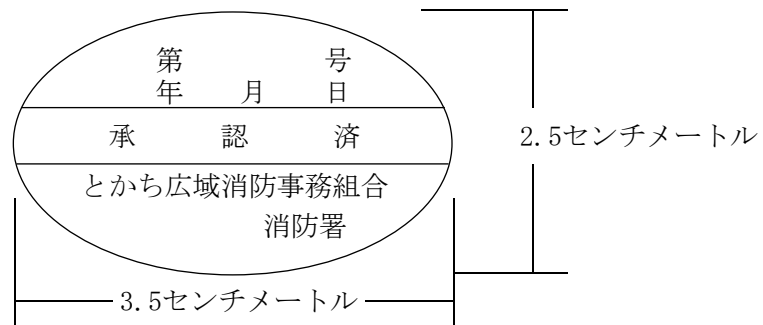 第 号
年 月 日
承 認 済
とかち広域消防事務組合
消防署
2.5センチメートル
3.5センチメートル